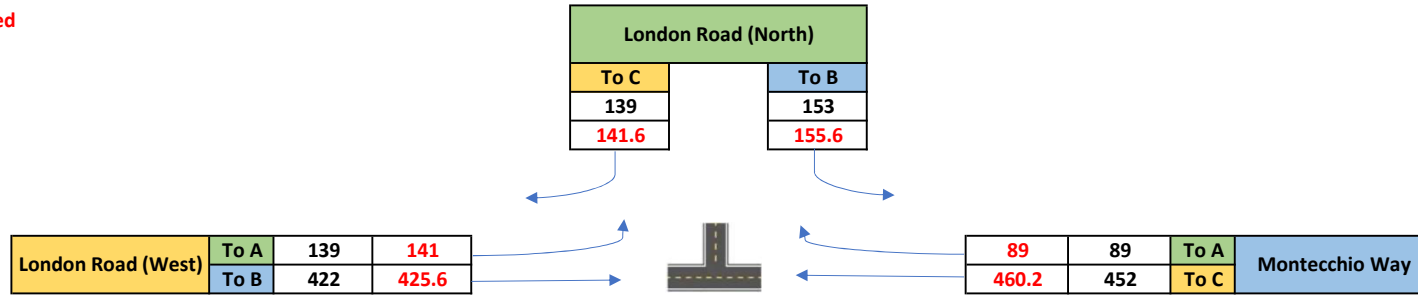 ed
London Road (North)
To C To B
139 153
141.6 155.6
London Road (West) To A 139 141
To B 422 425.6
89 89 To A Montecchio Way
460.2 452 To C